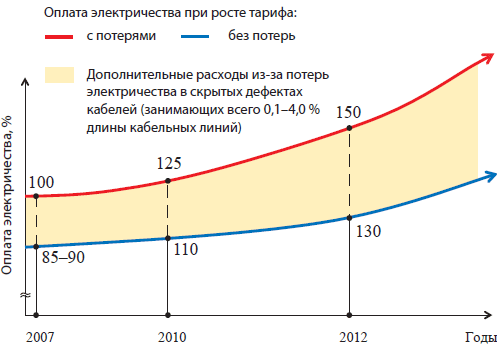 Оплата электричества при росте тарифа:
с потерями без потерь
Дополнительные расходы из-за потерь
электричества в скрытых дефектах
кабелей (занимающих всего 0,1–4,0 %
длины кабельных линий)
Оплата электричества, %
100
125
150
85–90
110
130
2007
2010
2012
Годы